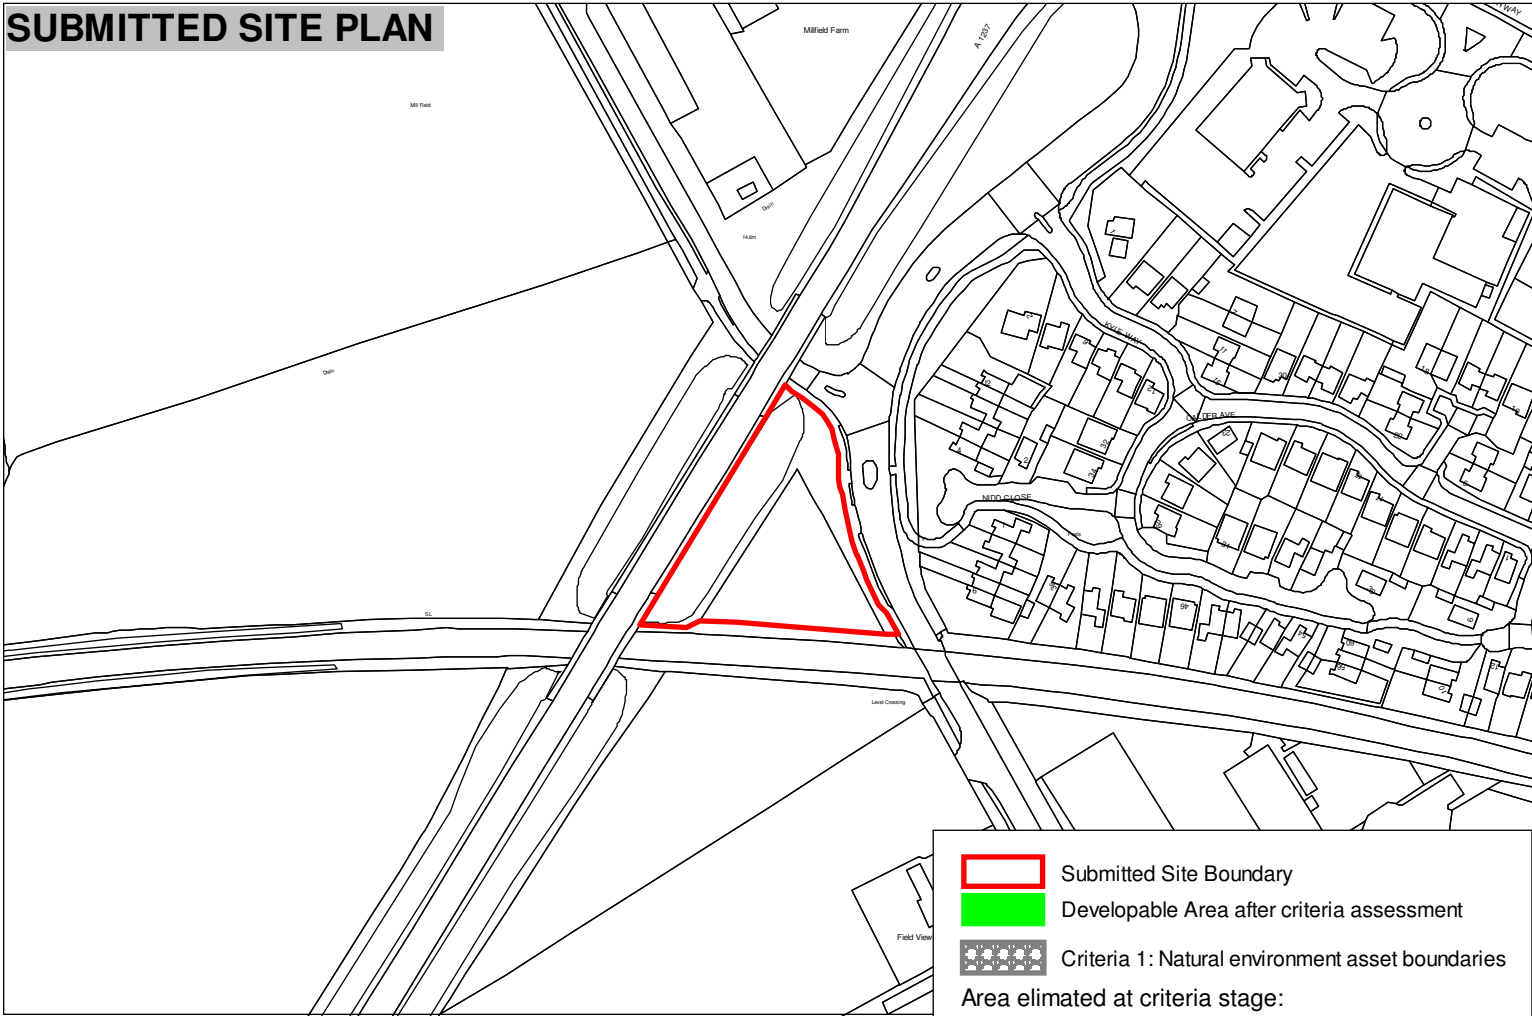 SUBMITTED SITE PLAN
Millfield Farm
A 1237
Mill Field
Drain
14.6m
Drain
KYLE WAY
CALDER AVE
NIDD CLOSE
S.L
Level Crossing
Field View
Submitted Site Boundary
Developable Area after criteria assessment
Criteria 1: Natural environment asset boundaries
Area elimated at criteria stage: